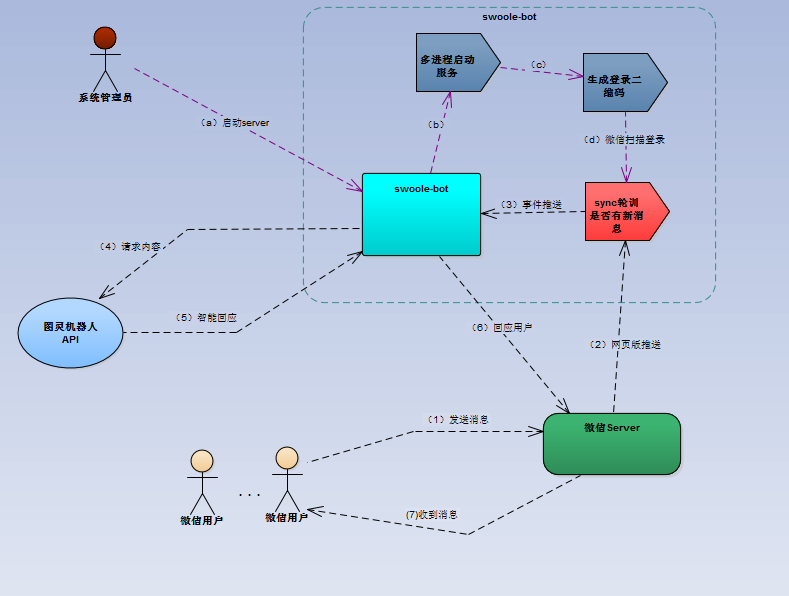 swoole-bot
多进程启动
服务
（c）
生成登录二
维码
系统管理员
（a）启动server
（b）
（d）微信扫描登录
swoole-bot
（3）事件推送
sync轮训
是否有新消
息
（4）请求内容
（5）智能回应
图灵机器人
API
（6）回应用户
（2）网页版推送
（1）发送消息
微信Server
微信用户
. . .
微信用户
(7)收到消息